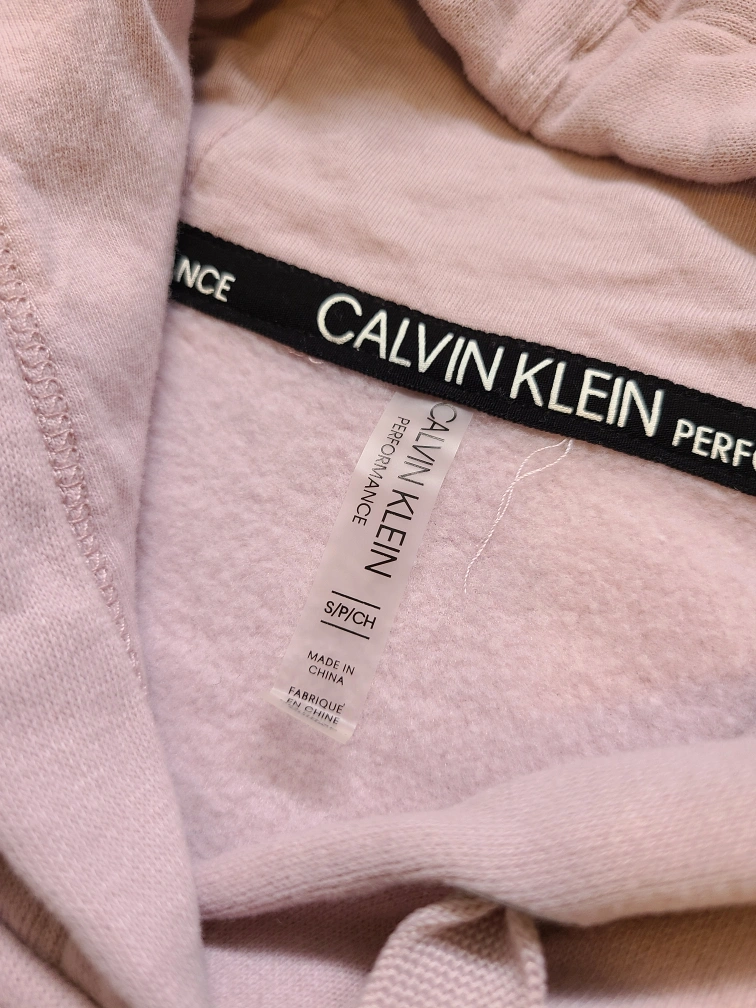 NCE CALVIN KLEIN PERF
CALVIN KLEIN
PERFORMANCE
S/P/CH
MADE IN
CHINA
FABRIQUÉ
EN CHINE